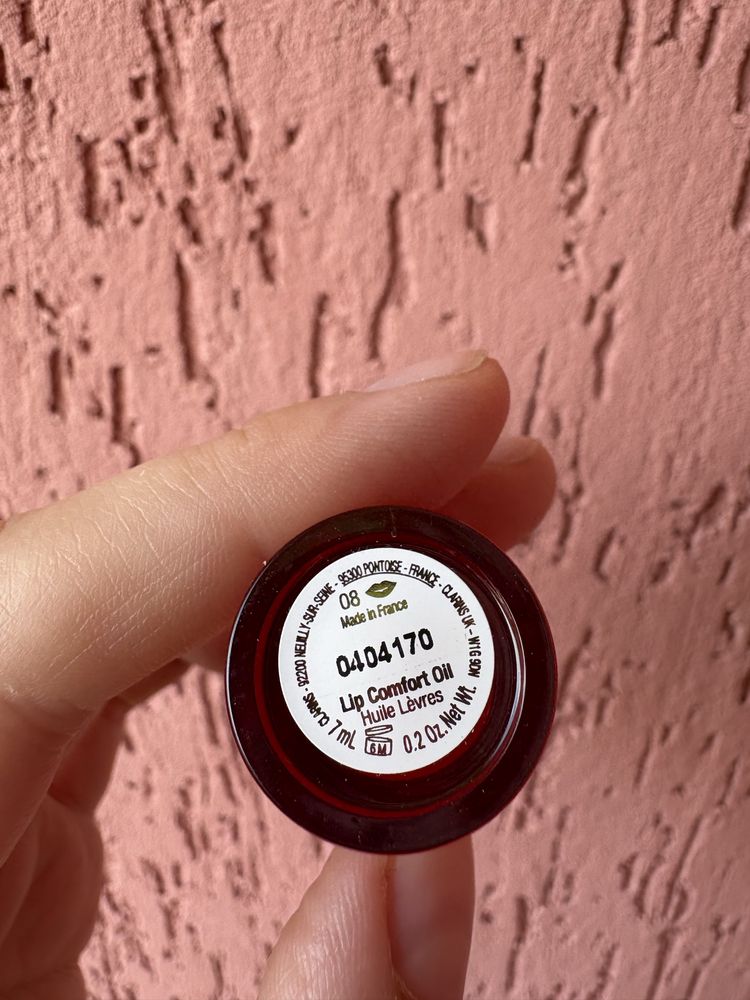 CLARINS - 92200 NEUILLY-SUR-SEINE - 95300 PONTOISE - FRANCE - CLARINS UK - W1G 9DN
08
Made in France
0404170
Lip Comfort Oil
Huile Lèvres
7 mL 6 M 0.2 Oz. Net Wt.